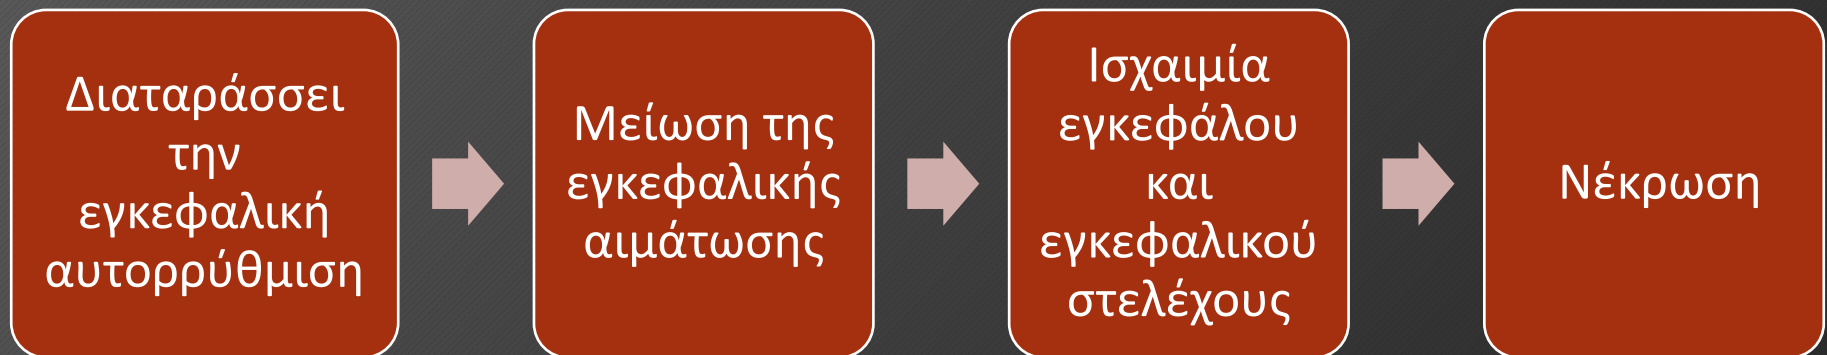 Διαταράσσει
την
εγκεφαλική
αυτορρύθμιση
Μείωση της
εγκεφαλικής
αιμάτωσης
Ισχαιμία
εγκεφάλου
και
εγκεφαλικού
στελέχους
Νέκρωση